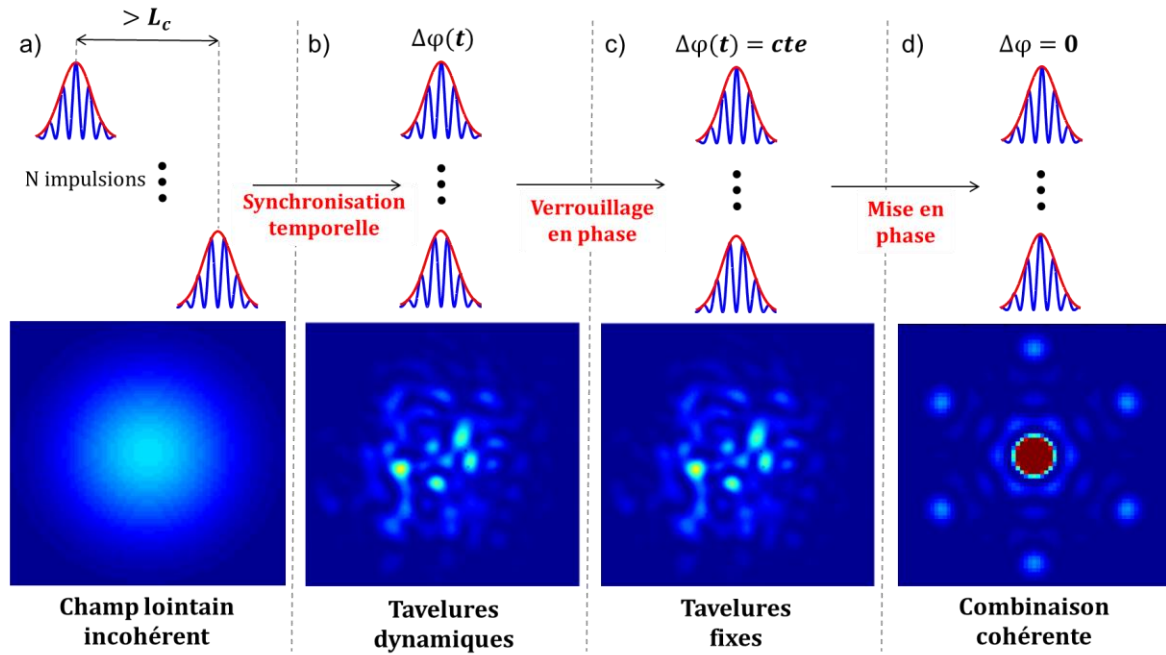 > Lc
a)
b)
Δφ(t)
c)
Δφ(t) = cte
d)
Δφ = 0
N impulsions
Synchronisation
temporelle
Verrouillage
en phase
Mise en
phase
Champ lointain
incohérent
Tavelures
dynamiques
Tavelures
fixes
Combinaison
cohérente